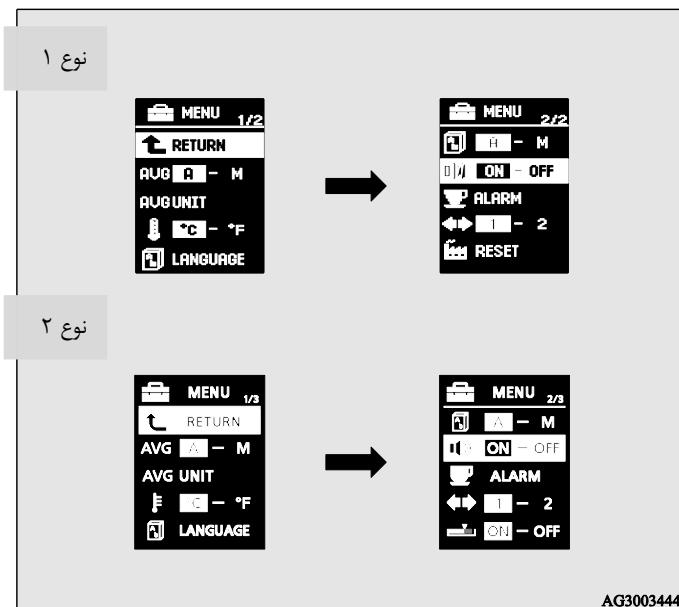 نوع ۱
MENU 1/2
RETURN
AVG A - M
AVG UNIT
°C - °F
LANGUAGE
MENU 2/2
A - M
ON - OFF
ALARM
1 - 2
RESET
نوع ۲
MENU 1/3
RETURN
AVG A - M
AVG UNIT
°C - °F
LANGUAGE
MENU 2/3
A - M
ON - OFF
ALARM
1 - 2
ON - OFF
AG3003444